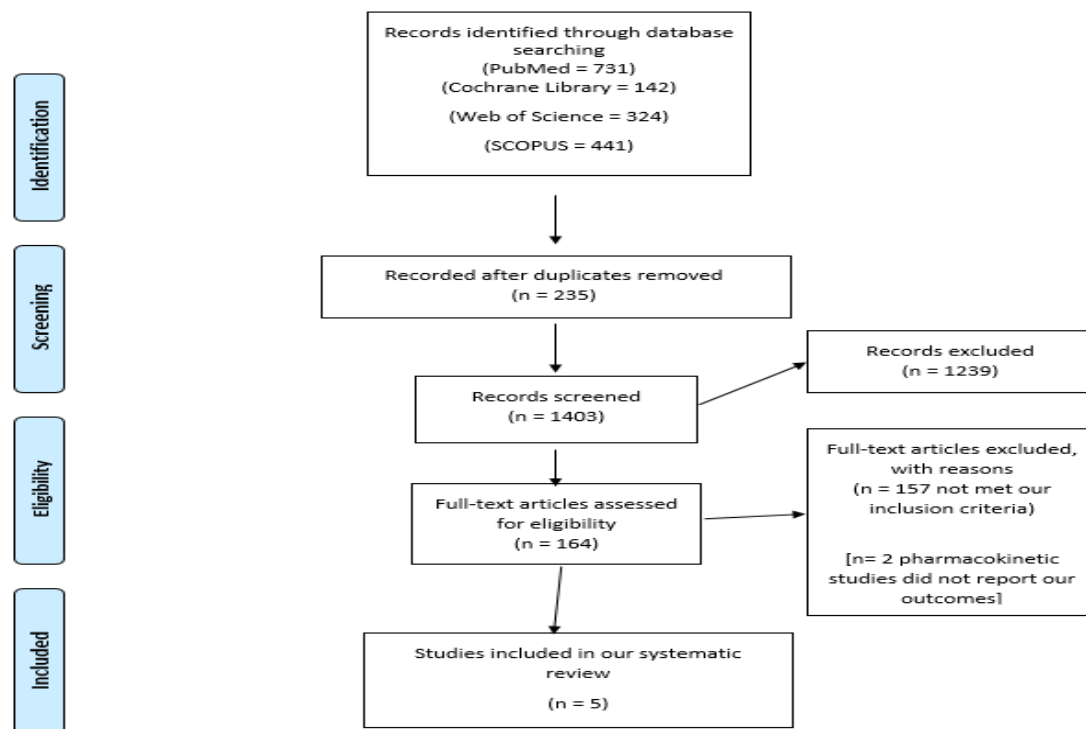 Records identified through database
searching
(PubMed = 731)
(Cochrane Library = 142)
(Web of Science = 324)
(SCOPUS = 441)
Identification
Recorded after duplicates removed
(n = 235)
Screening
Records excluded
(n = 1239)
Records screened
(n = 1403)
Eligibility
Full-text articles assessed
for eligibility
(n = 164)
Full-text articles excluded,
with reasons
(n = 157 not met our
inclusion criteria)
[n= 2 pharmacokinetic
studies did not report our
outcomes]
Included
Studies included in our systematic
review
(n = 5)